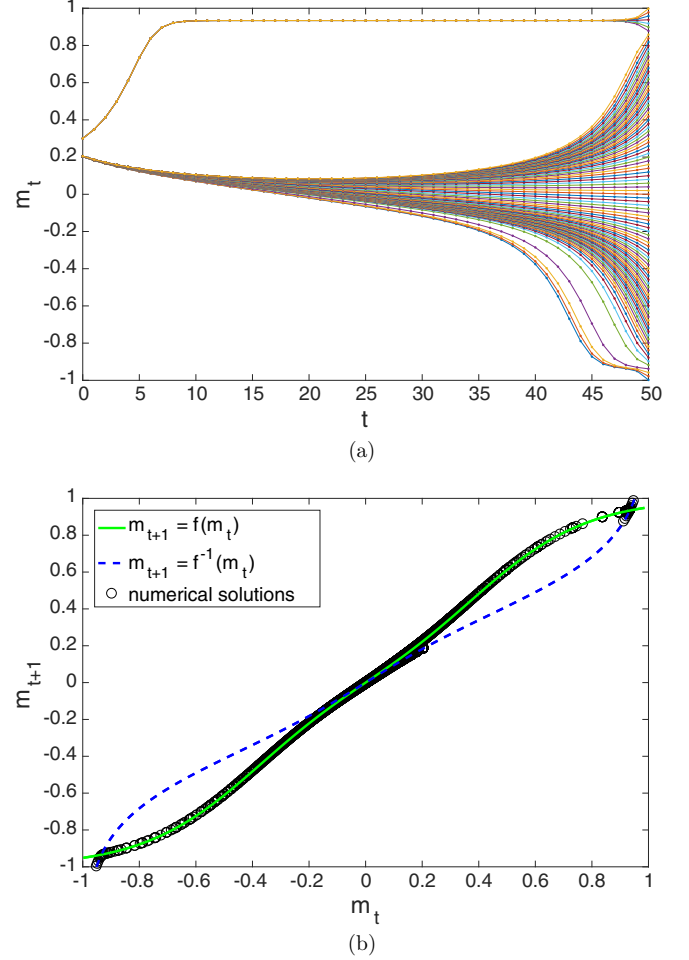 1
0.8
0.6
0.4
0.2
0
-0.2
-0.4
-0.6
-0.8
-1
m_t
0 5 10 15 20 25 30 35 40 45 50
t
(a)
1
0.8
0.6
0.4
0.2
0
-0.2
-0.4
-0.6
-0.8
-1
m_{t+1}
m_{t+1} = f(m_t)
m_{t+1} = f^{-1}(m_t)
numerical solutions
-1 -0.8 -0.6 -0.4 -0.2 0 0.2 0.4 0.6 0.8 1
m_t
(b)